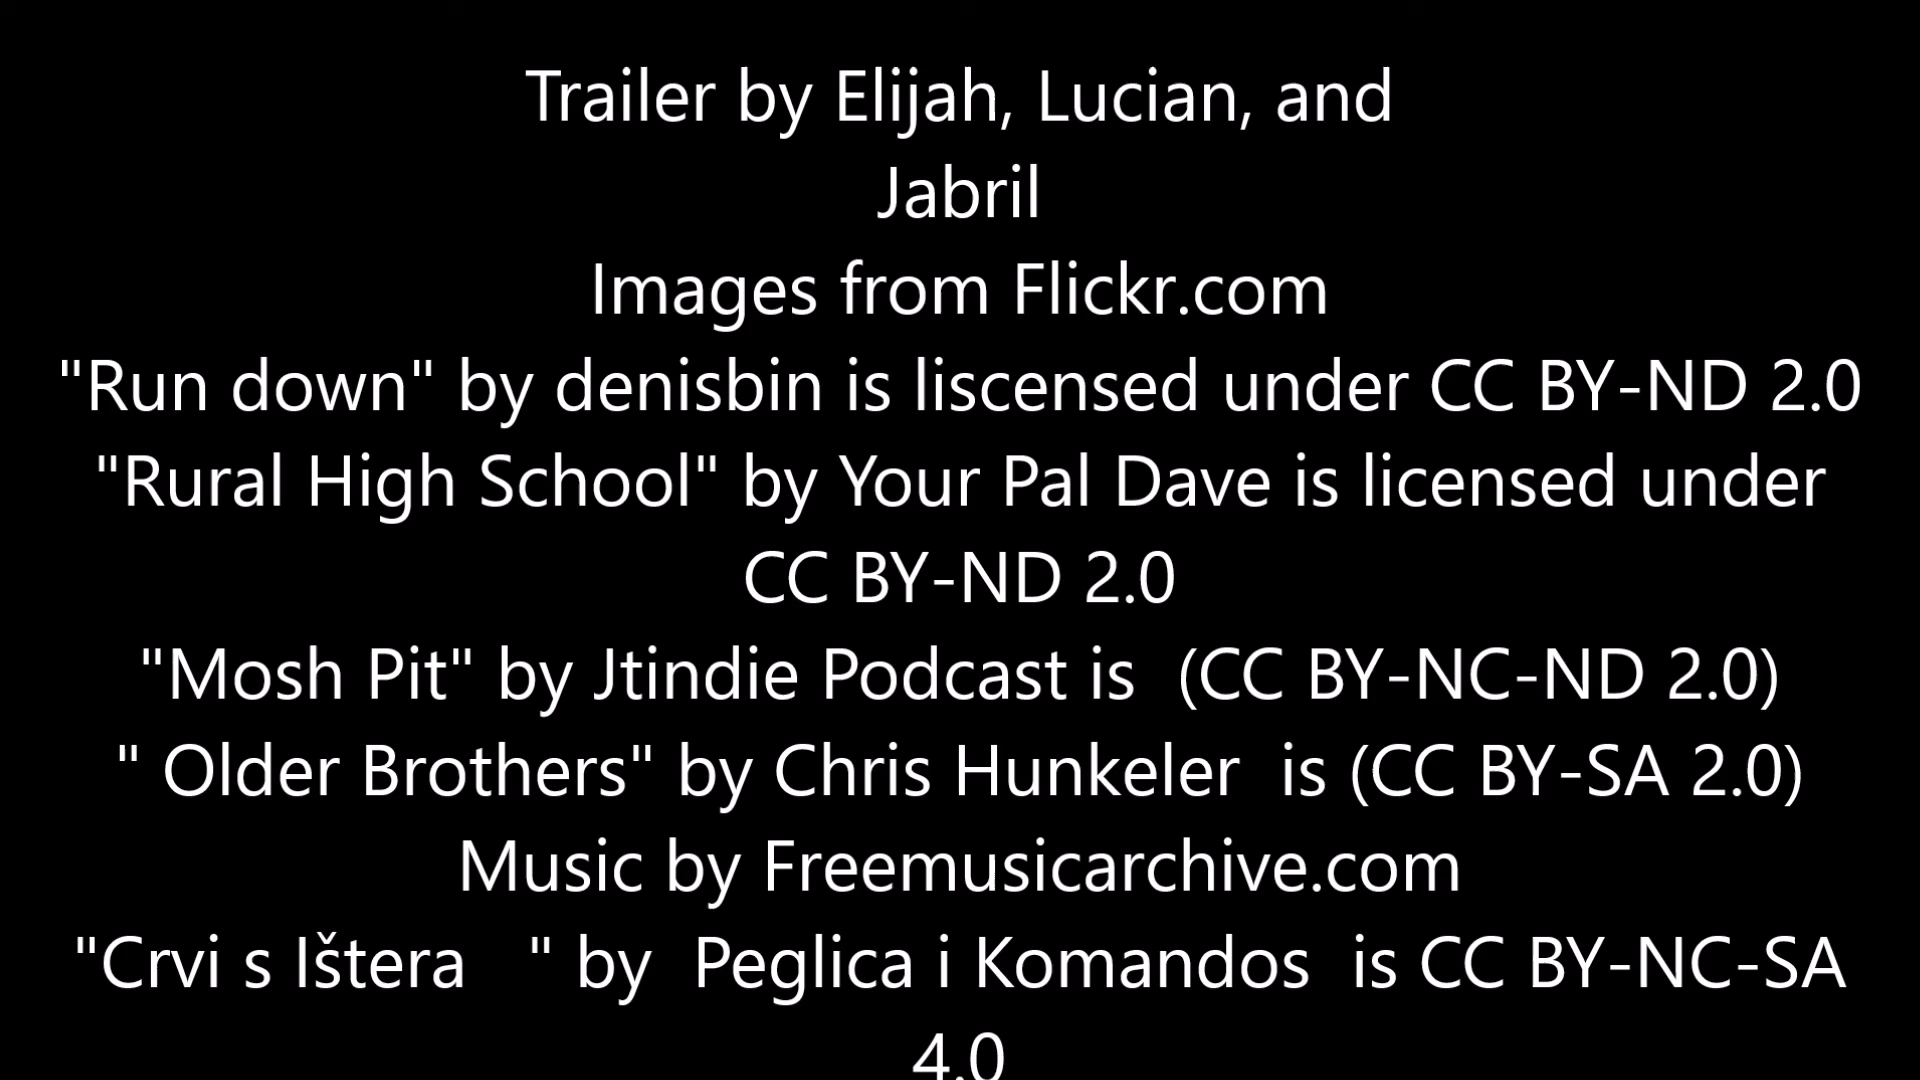 Trailer by Elijah, Lucian, and
Jabril
Images from Flickr.com
"Run down" by denisbin is liscensed under CC BY-ND 2.0
"Rural High School" by Your Pal Dave is licensed under
CC BY-ND 2.0
"Mosh Pit" by Jtindie Podcast is  (CC BY-NC-ND 2.0)
" Older Brothers" by Chris Hunkeler  is (CC BY-SA 2.0)
Music by Freemusicarchive.com
"Crvi s Ištera   " by  Peglica i Komandos  is CC BY-NC-SA
4.0